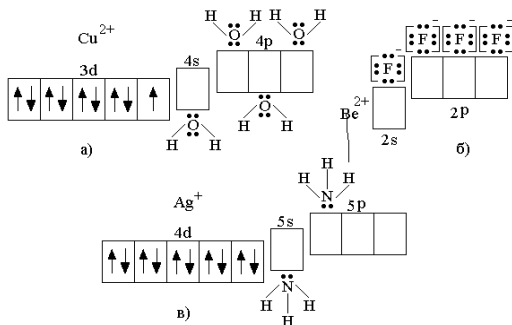 Cu2+
3d
4s
4p
H H H H
O O
O O
H H H H
а)
F- F- F- F-
Be2+
2s
2p
б)
Ag+
4d
5s
5p
H
H H
N
N
H H
H
в)